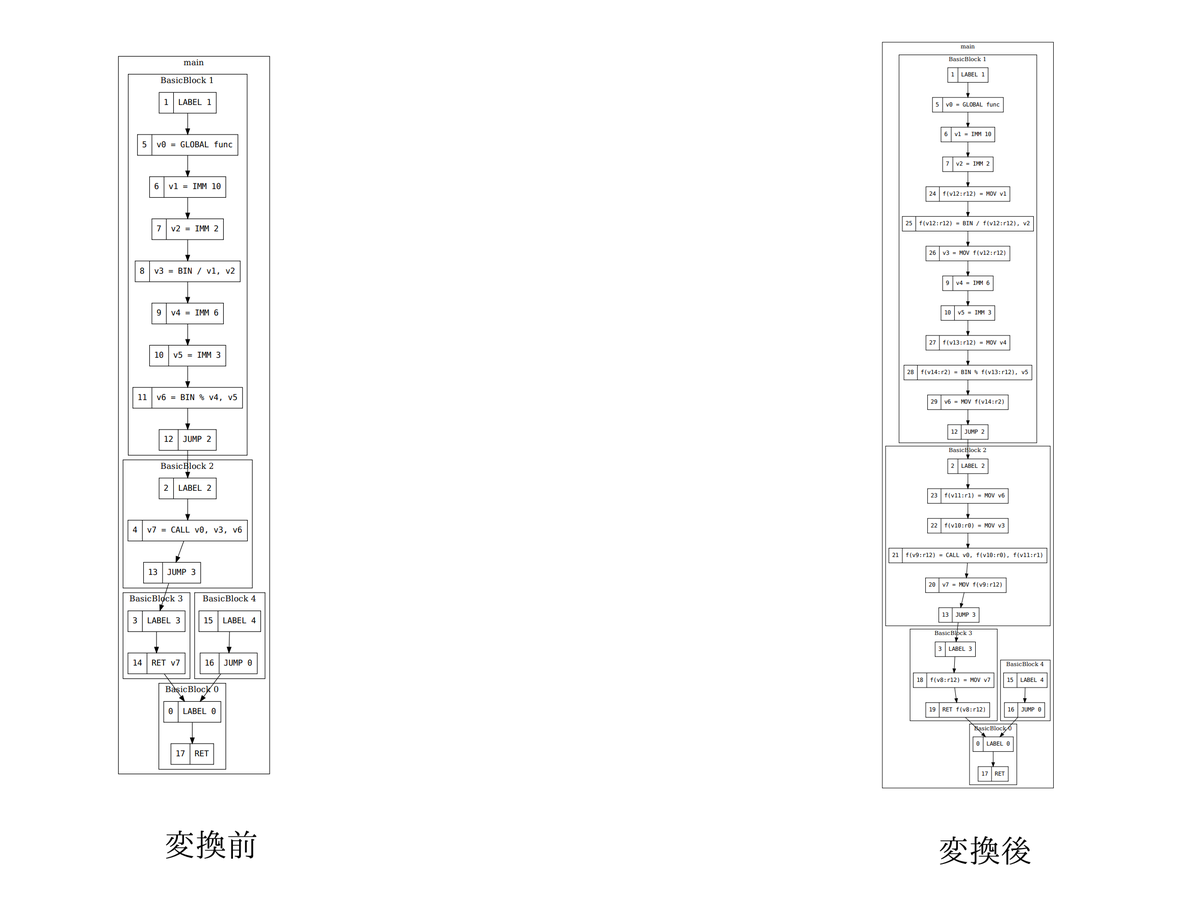 main
BasicBlock 1
1 LABEL 1
5 v0 = GLOBAL func
6 v1 = IMM 10
7 v2 = IMM 2
8 v3 = BIN / v1, v2
9 v4 = IMM 6
10 v5 = IMM 3
11 v6 = BIN % v4, v5
12 JUMP 2
BasicBlock 2
2 LABEL 2
4 v7 = CALL v0, v3, v6
13 JUMP 3
BasicBlock 3
3 LABEL 3
14 RET v7
BasicBlock 4
15 LABEL 4
16 JUMP 0
BasicBlock 0
0 LABEL 0
17 RET
変換前
main
BasicBlock 1
1 LABEL 1
5 v0 = GLOBAL func
6 v1 = IMM 10
7 v2 = IMM 2
24 f(v12:r12) = MOV v1
25 f(v12:r12) = BIN / f(v12:r12), v2
26 v3 = MOV f(v12:r12)
9 v4 = IMM 6
10 v5 = IMM 3
27 f(v13:r12) = MOV v4
28 f(v14:r2) = BIN % f(v13:r12), v5
29 v6 = MOV f(v14:r2)
12 JUMP 2
BasicBlock 2
2 LABEL 2
23 f(v11:r1) = MOV v6
22 f(v10:r0) = MOV v3
21 f(v9:r12) = CALL v0, f(v10:r0), f(v11:r1)
20 v7 = MOV f(v9:r12)
13 JUMP 3
BasicBlock 3
3 LABEL 3
18 f(v8:r12) = MOV v7
19 RET f(v8:r12)
BasicBlock 4
15 LABEL 4
16 JUMP 0
BasicBlock 0
0 LABEL 0
17 RET
変換後